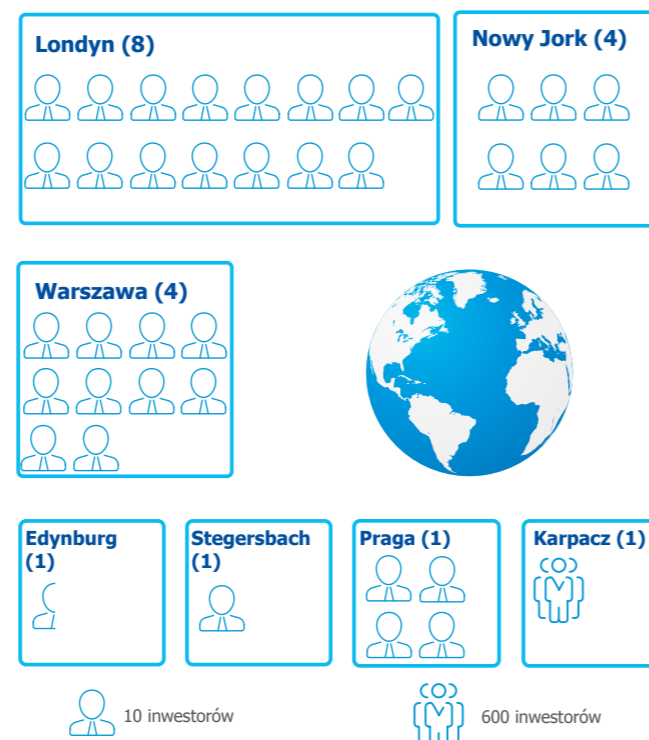 Londyn (8)
Nowy Jork (4)
Warszawa (4)
Edynburg
(1)
Stegersbach
(1)
Praga (1)
Karpacz (1)
10 inwestorów
600 inwestorów